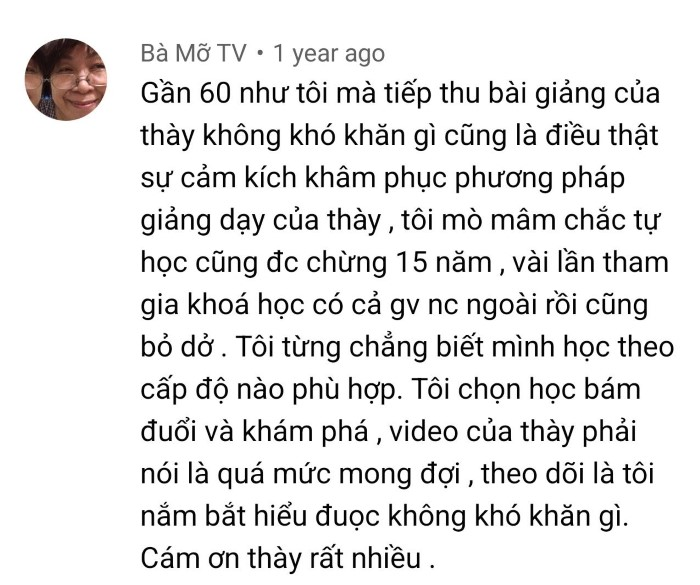 Bà Mỡ TV • 1 year ago
Gần 60 như tôi mà tiếp thu bài giảng của
thày không khó khăn gì cũng là điều thật
sự cảm kích khâm phục phương pháp
giảng dạy của thày , tôi mò mâm chắc tự
học cũng đc chừng 15 năm , vài lần tham
gia khoá học có cả gv nc ngoài rồi cũng
bỏ dở . Tôi từng chẳng biết mình học theo
cấp độ nào phù hợp. Tôi chọn học bám
đuổi và khám phá , video của thày phải
nói là quá mức mong đợi , theo dõi là tôi
nắm bắt hiểu đuọc không khó khăn gì.
Cám ơn thày rất nhiều .